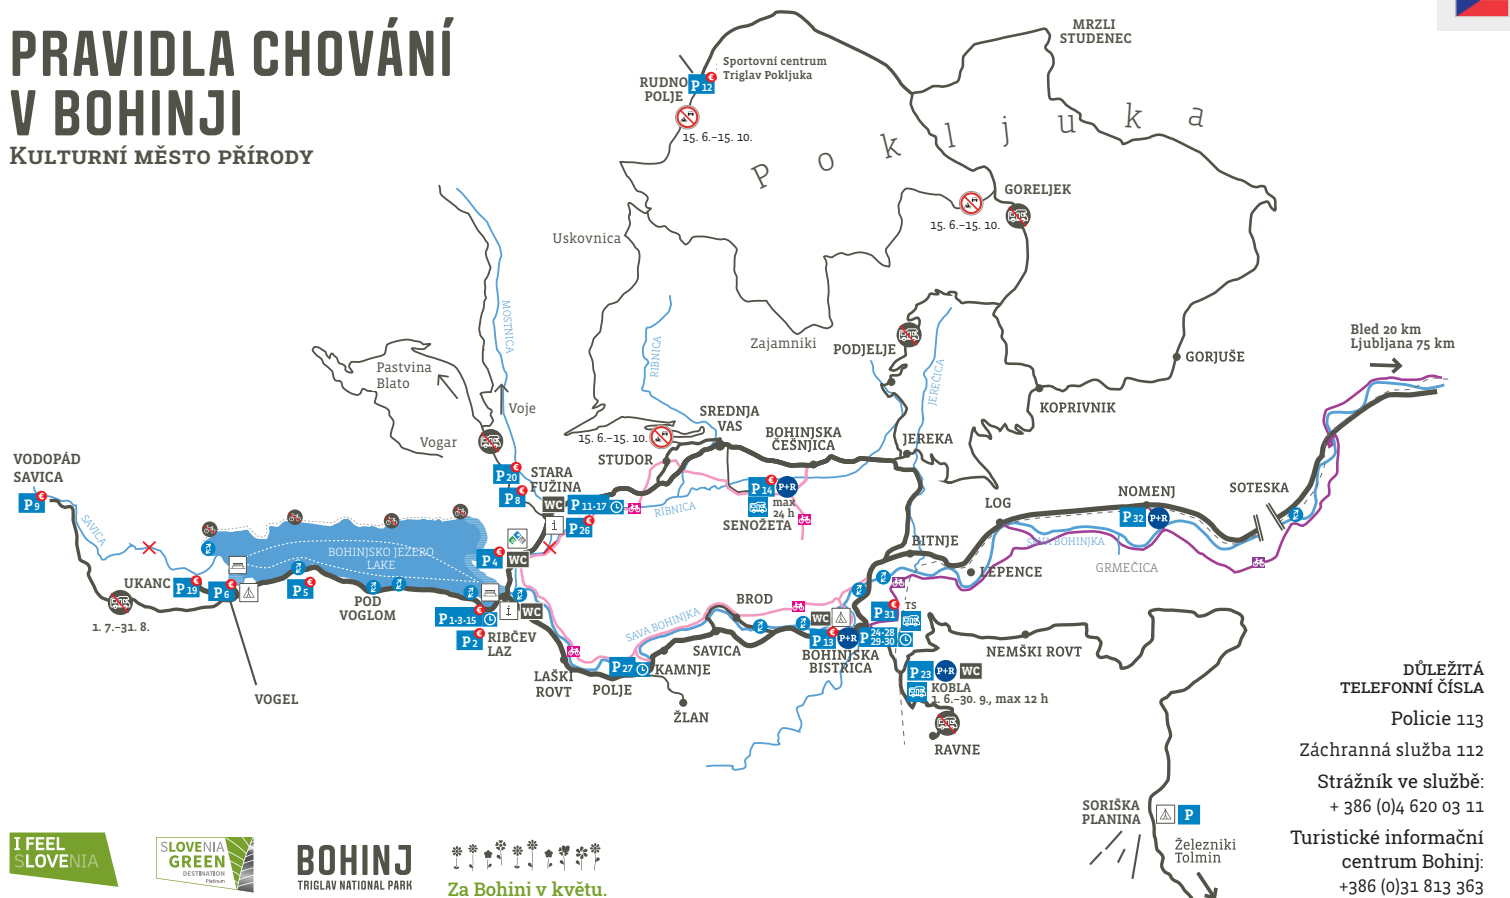 PRAVIDLA CHOVÁNÍ
V BOHINJI
KULTURNÍ MĚSTO PŘÍRODY
MRZLI
STUDENEC
Sportovní centrum
Triglav Pokljuka
RUDNO
POLJE
P 12
€
15. 6.–15. 10.
Pokljuka
GORELJEK
15. 6.–15. 10.
Uskovnica
MOSTNICA
RIBNICA
Zajamniki
PODJELJE
JEREČICA
GORJUŠE
Bled 20 km
Ljubljana 75 km
Pastvina
Blato
Voje
Vogar
KOPRIVNIK
SREDNJA
VAS
BOHINJSKA
ČEŠNJICA
15. 6.–15. 10.
STUDOR
JEREKA
VODOPÁD
SAVICA
P 9
€
P 20
€
STARA
FUŽINA
P 8
€
WC
P 11-17
P 26
€
i
RIBNICA
P 14
€
P+R
max
24 h
SENOŽETA
LOG
NOMENJ
P 32
P+R
SOTESKA
SAVICA
BOHINJSKO JEZERO
LAKE
P 4
€
WC
BITNJE
SAVA BOHINJKA
GRMEČICA
LEPENCE
UKANC
P 19
€
P 6
€
P 5
€
1. 7.–31. 8.
POD
VOGLOM
P 1-3-15
€
i
WC
P 2
€
RIBČEV
LAZ
BROD
SAVA BOHINJKA
WC
P 31
€
TS
P 13
€
P+R
P 24-28
29-30
BOHINJSKA
BISTRICA
SAVICA
NEMŠKI ROVT
VOGEL
LAŠKI
ROVT
P 27
POLJE
KAMNJE
P 23
P+R
WC
KOBLA
1. 6.–30. 9., max 12 h
ŽLAN
RAVNE
DŮLEŽITÁ
TELEFONNÍ ČÍSLA
Policie 113
Záchranná služba 112
Strážník ve službě:
+ 386 (0)4 620 03 11
Turistické informační
centrum Bohinj:
+386 (0)31 813 363
SORIŠKA
PLANINA
P
Železniki
Tolmin
I FEEL
SLOVENIA
SLOVENIA
GREEN
DESTINATION
Platinum
BOHINJ
TRIGLAV NATIONAL PARK
Za Bohinj v květu.